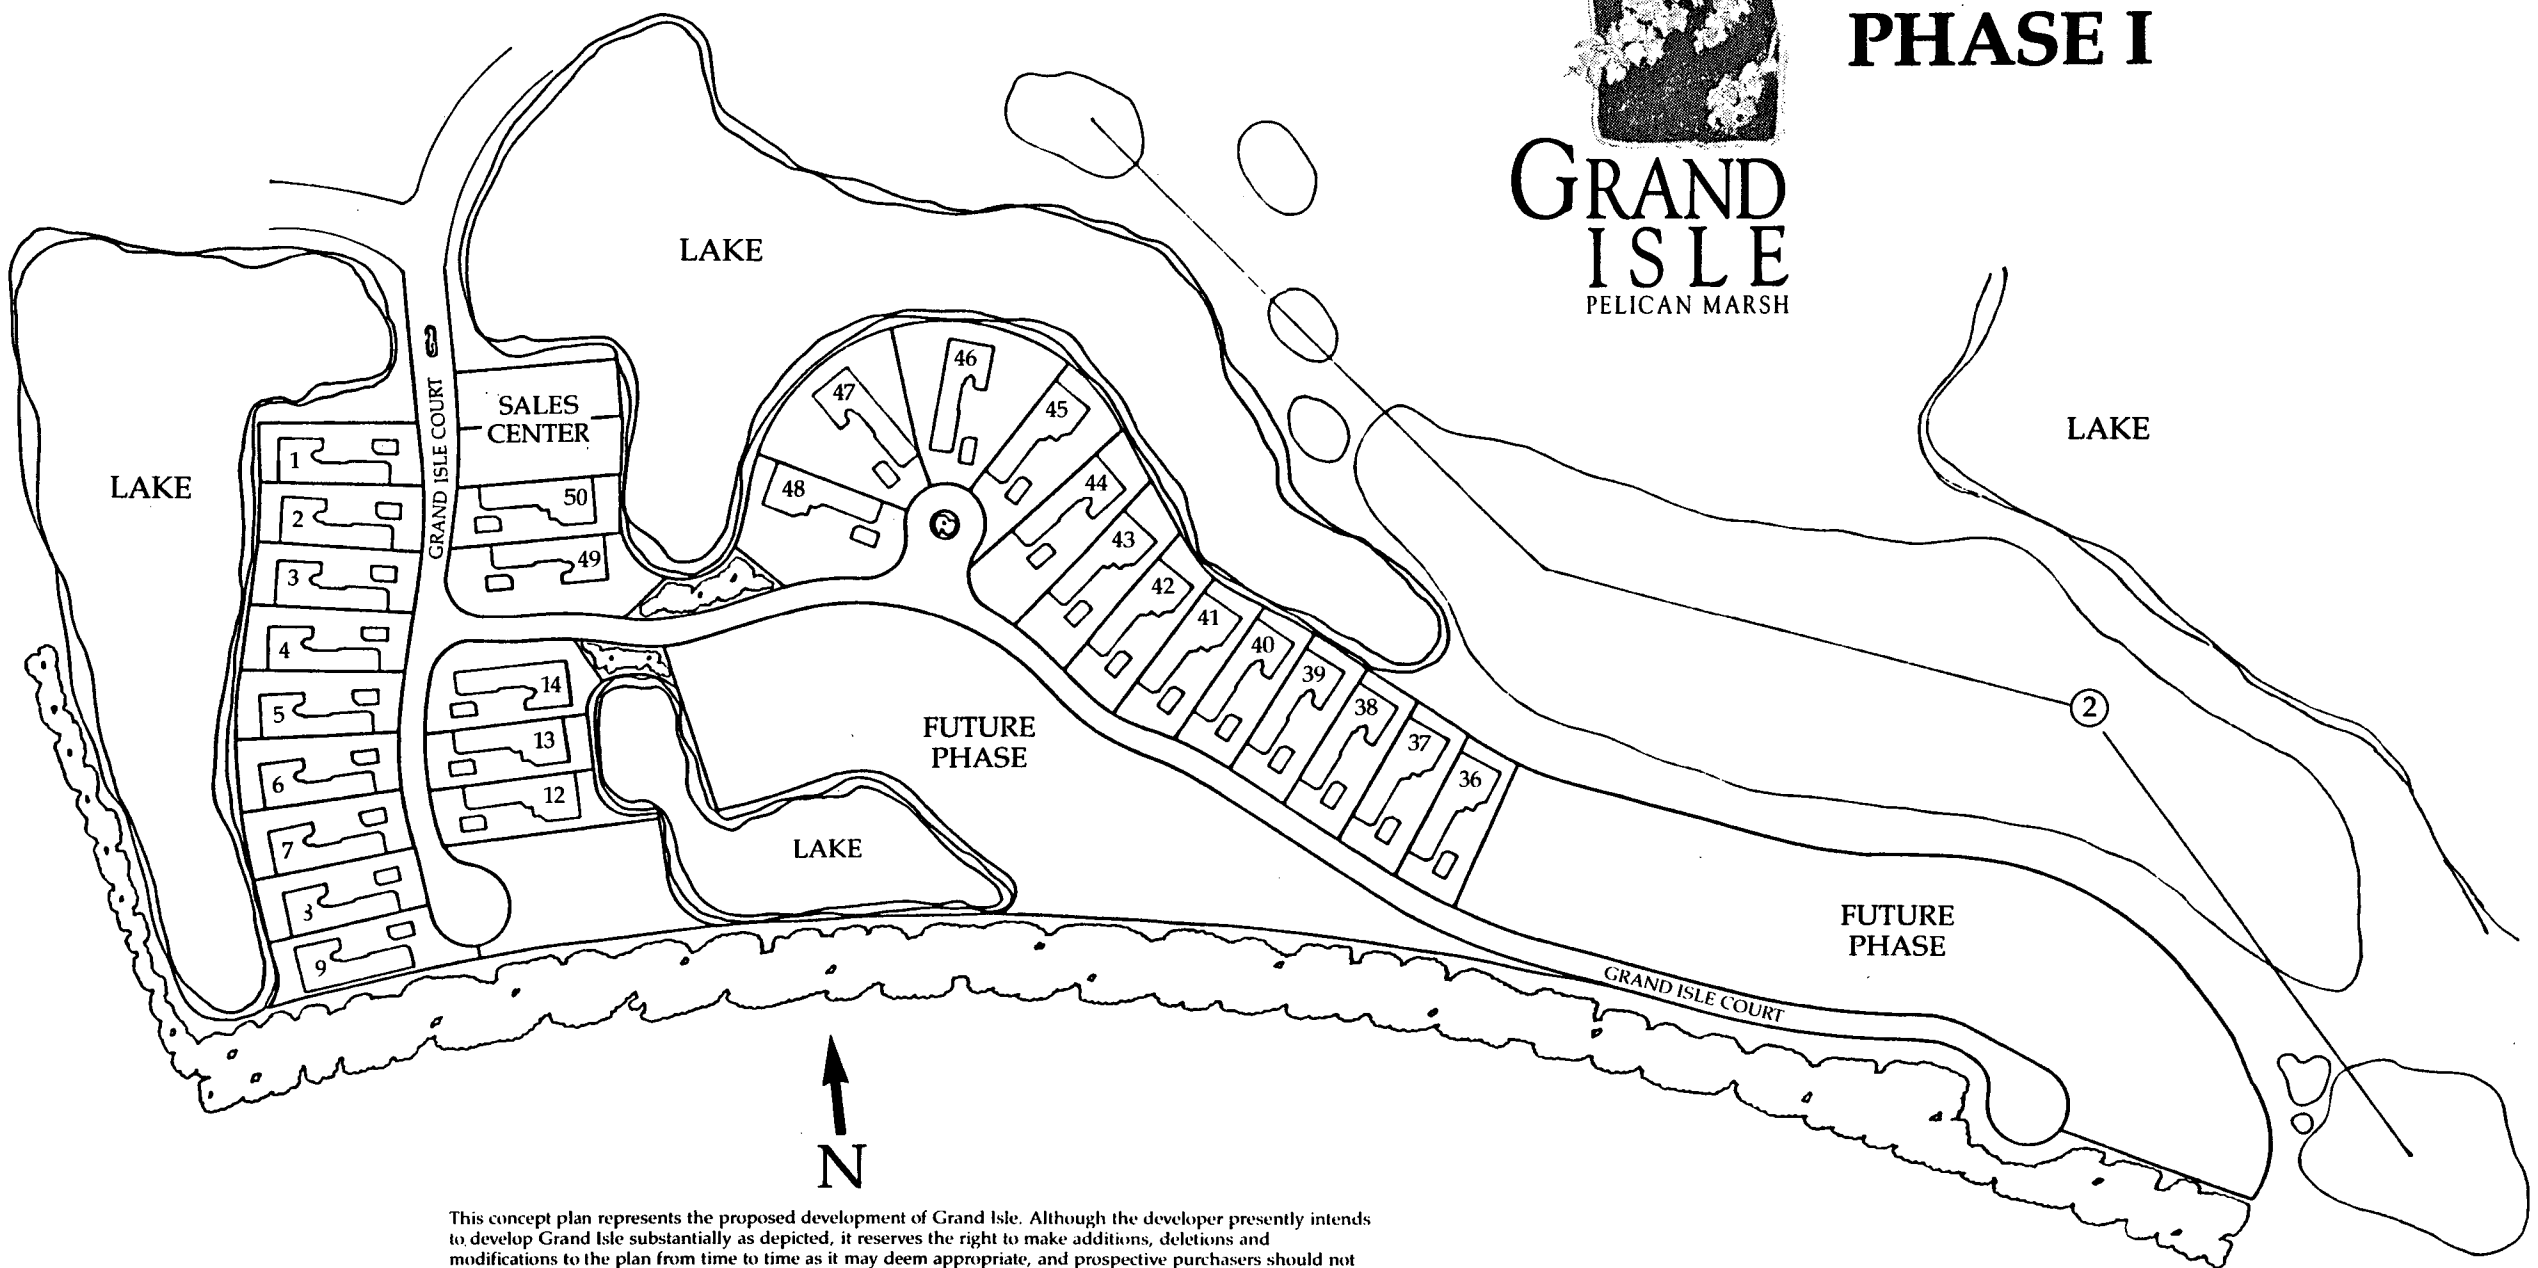 PHASE I
GRAND
ISLE
PELICAN MARSH
LAKE
LAKE
LAKE
GRAND ISLE COURT
SALES
CENTER
1
2
3
4
5
6
7
3
9
50
49
14
13
12
48
47
46
45
44
43
42
41
40
39
38
37
36
2
FUTURE
PHASE
LAKE
FUTURE
PHASE
GRAND ISLE COURT
N
This concept plan represents the proposed development of Grand Isle. Although the developer presently intends
to develop Grand Isle substantially as depicted, it reserves the right to make additions, deletions and
modifications to the plan from time to time as it may deem appropriate, and prospective purchasers should not